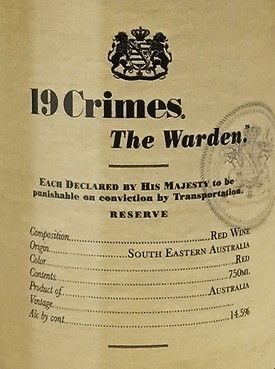 19 Crimes.
The Warden.
EACH DECLARED BY HIS MAJESTY to be
punishable on conviction by Transportation.
RESERVE
Composition RED WINE
Origin SOUTH EASTERN AUSTRALIA
Color RED
Contents 750ML
Product of AUSTRALIA
Vintage
Alc by cont. 14.5%